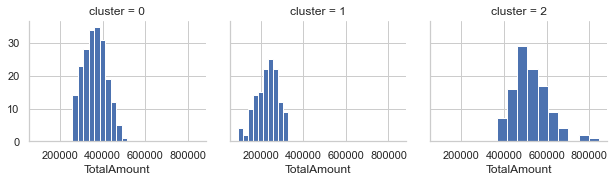 cluster = 0
cluster = 1
cluster = 2
30
20
10
0
200000 400000 600000 800000
200000 400000 600000 800000
200000 400000 600000 800000
TotalAmount
TotalAmount
TotalAmount